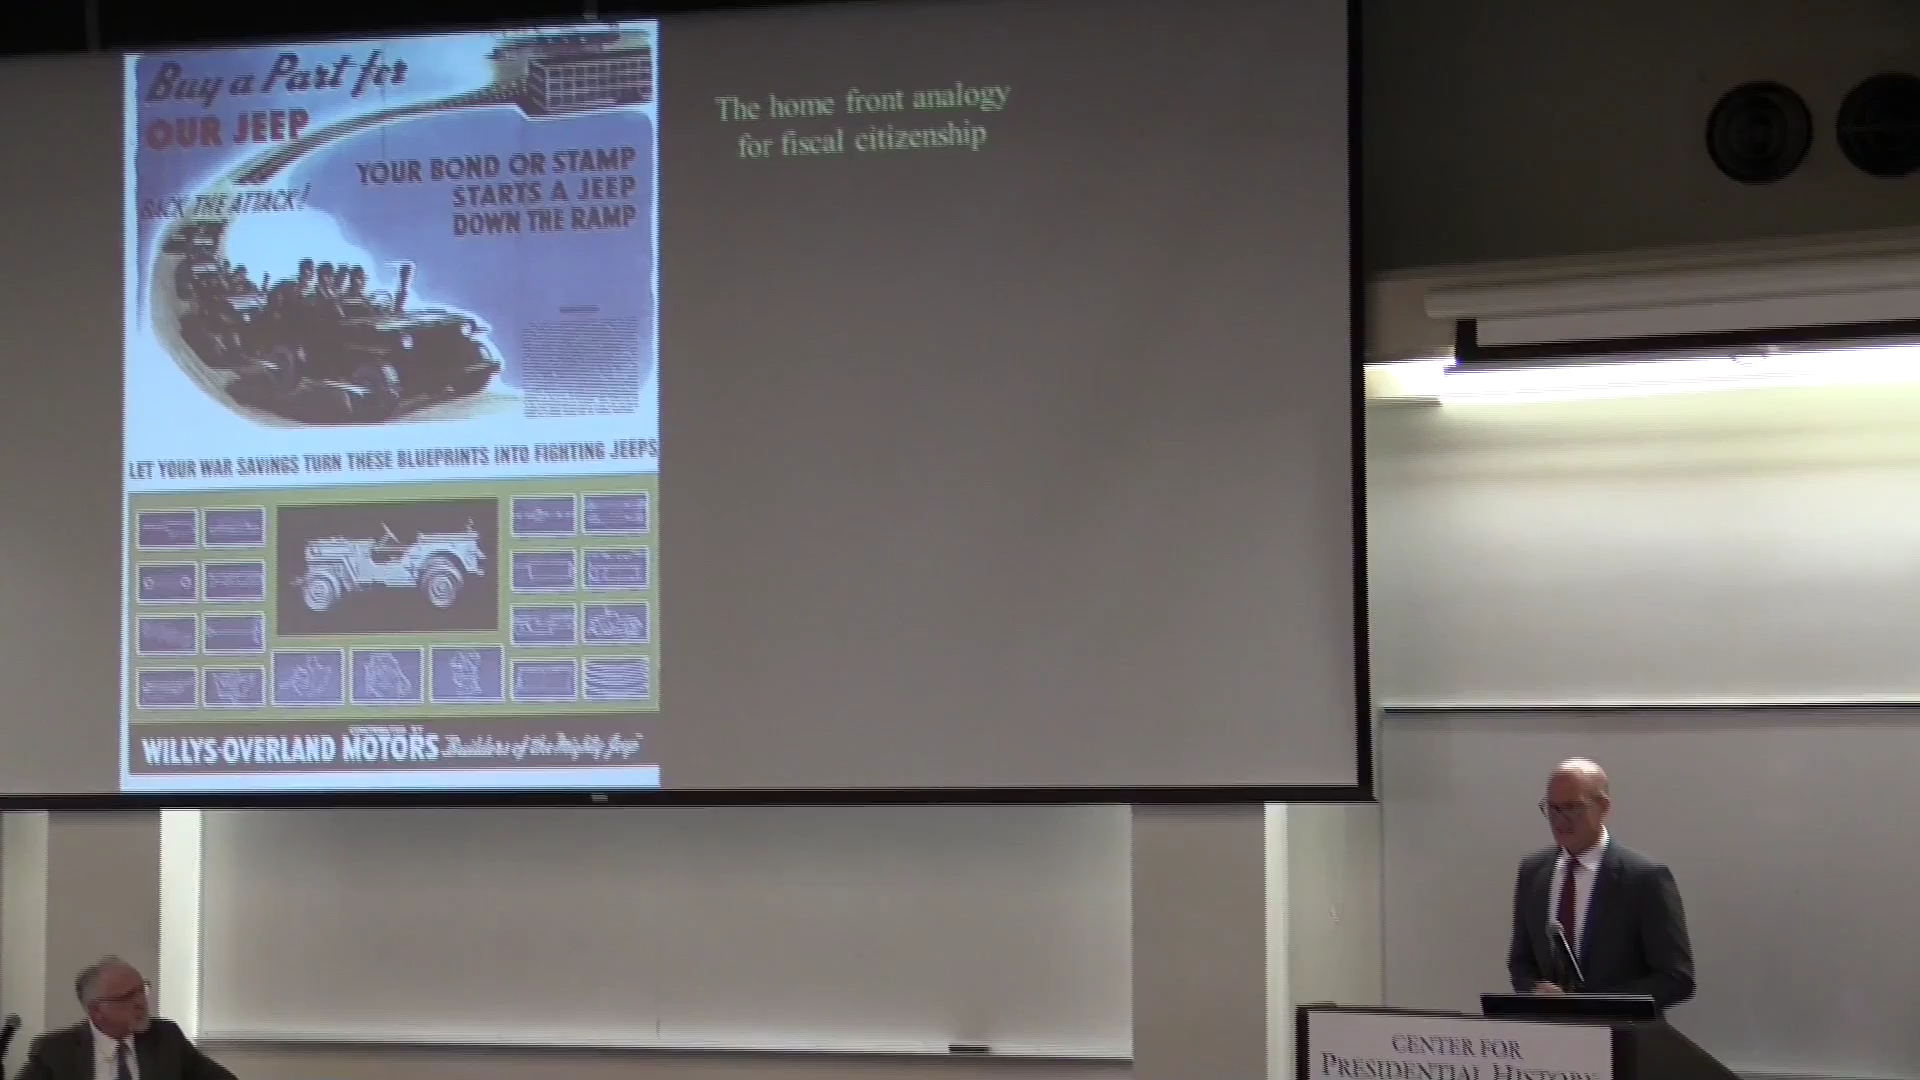 Buy a Part for
OUR JEEP
BACK THE ATTACK!
YOUR BOND OR STAMP
STARTS A JEEP
DOWN THE RAMP
LET YOUR WAR SAVINGS TURN THESE BLUEPRINTS INTO FIGHTING JEEPS
WILLYS-OVERLAND MOTORS Builders of the Mighty Jeep
The home front analogy
for fiscal citizenship
CENTER FOR
PRESIDENTIAL HISTORY